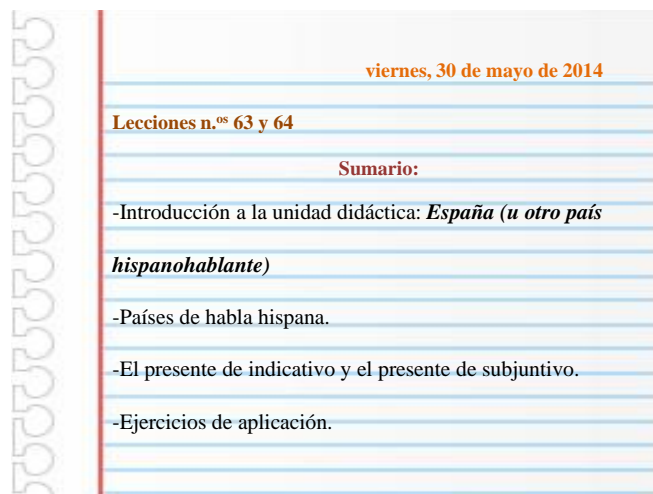 viernes, 30 de mayo de 2014
Lecciones n.ᵒˢ 63 y 64
Sumario:
-Introducción a la unidad didáctica: España (u otro país
hispanohablante)
-Países de habla hispana.
-El presente de indicativo y el presente de subjuntivo.
-Ejercicios de aplicación.